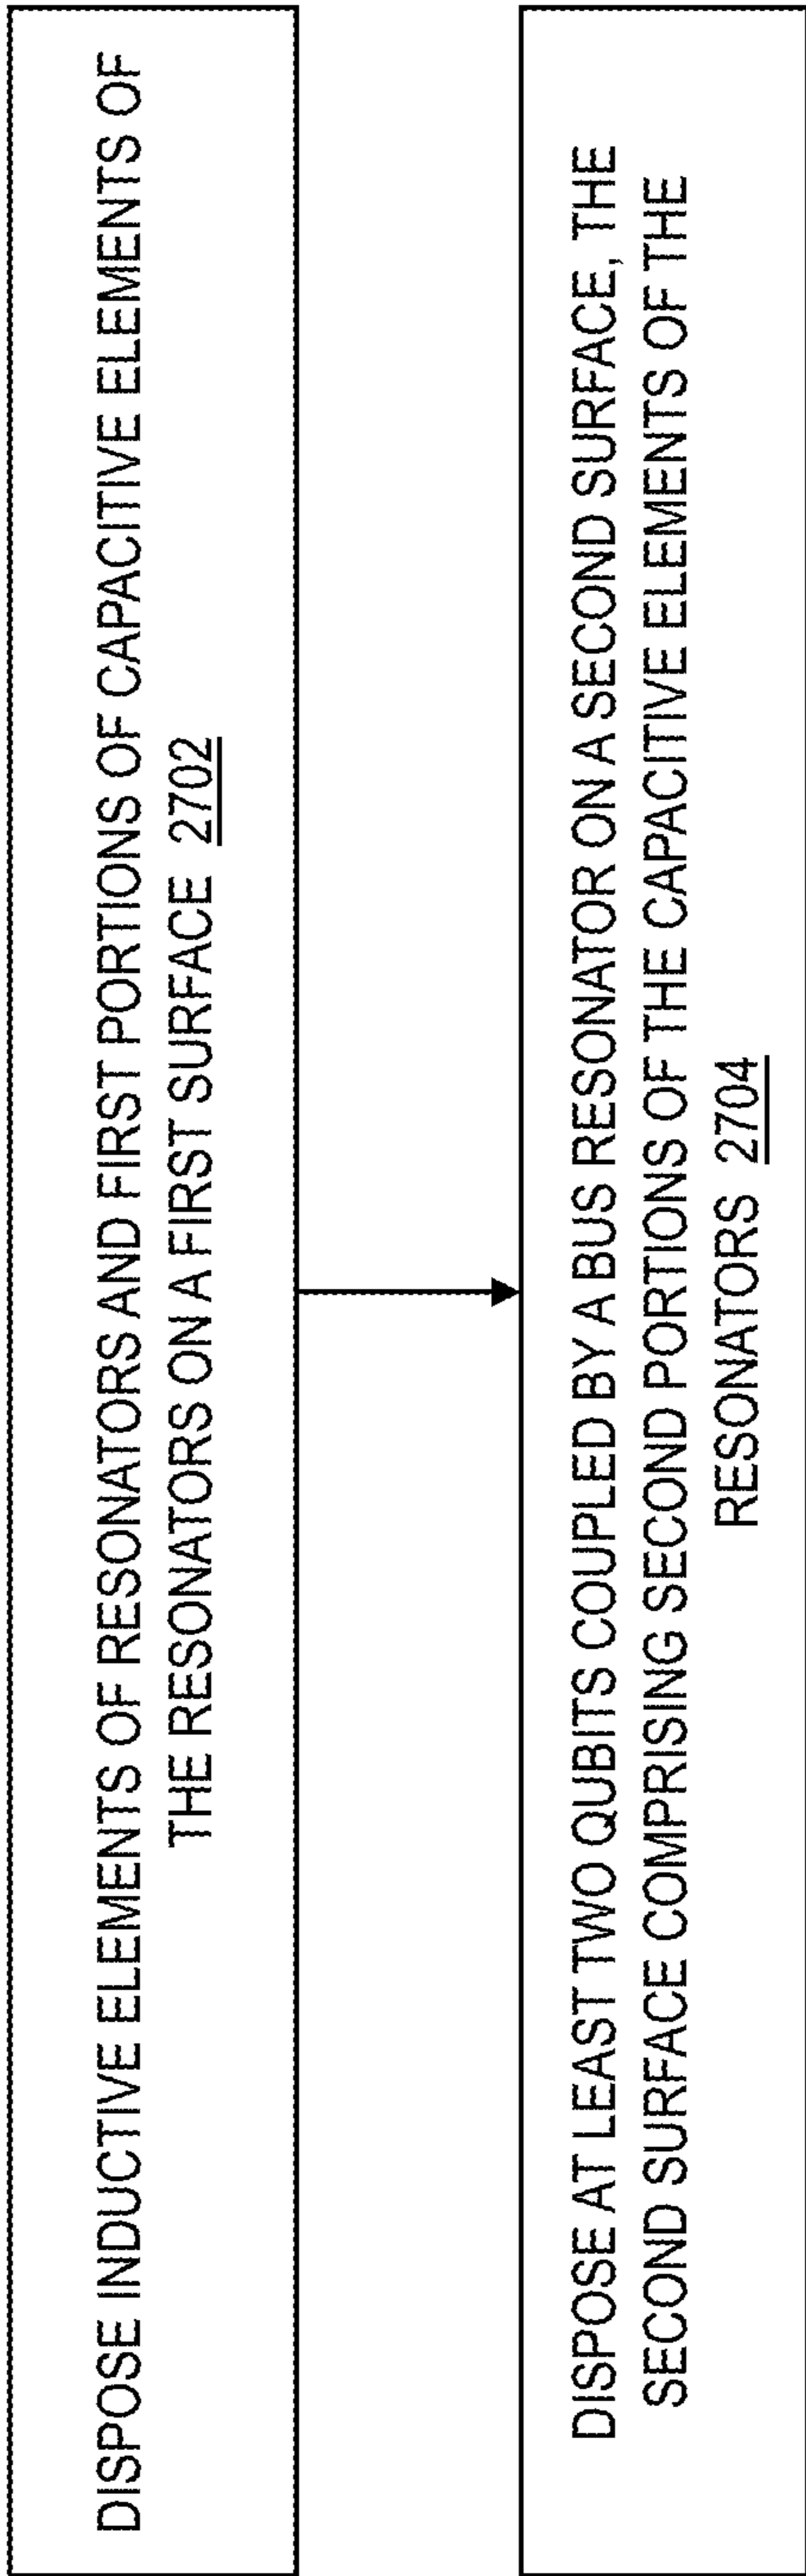 DISPOSE INDUCTIVE ELEMENTS OF RESONATORS AND FIRST PORTIONS OF CAPACITIVE ELEMENTS OF
THE RESONATORS ON A FIRST SURFACE 2702
DISPOSE AT LEAST TWO QUBITS COUPLED BY A BUS RESONATOR ON A SECOND SURFACE, THE
SECOND SURFACE COMPRISING SECOND PORTIONS OF THE CAPACITIVE ELEMENTS OF THE
RESONATORS 2704